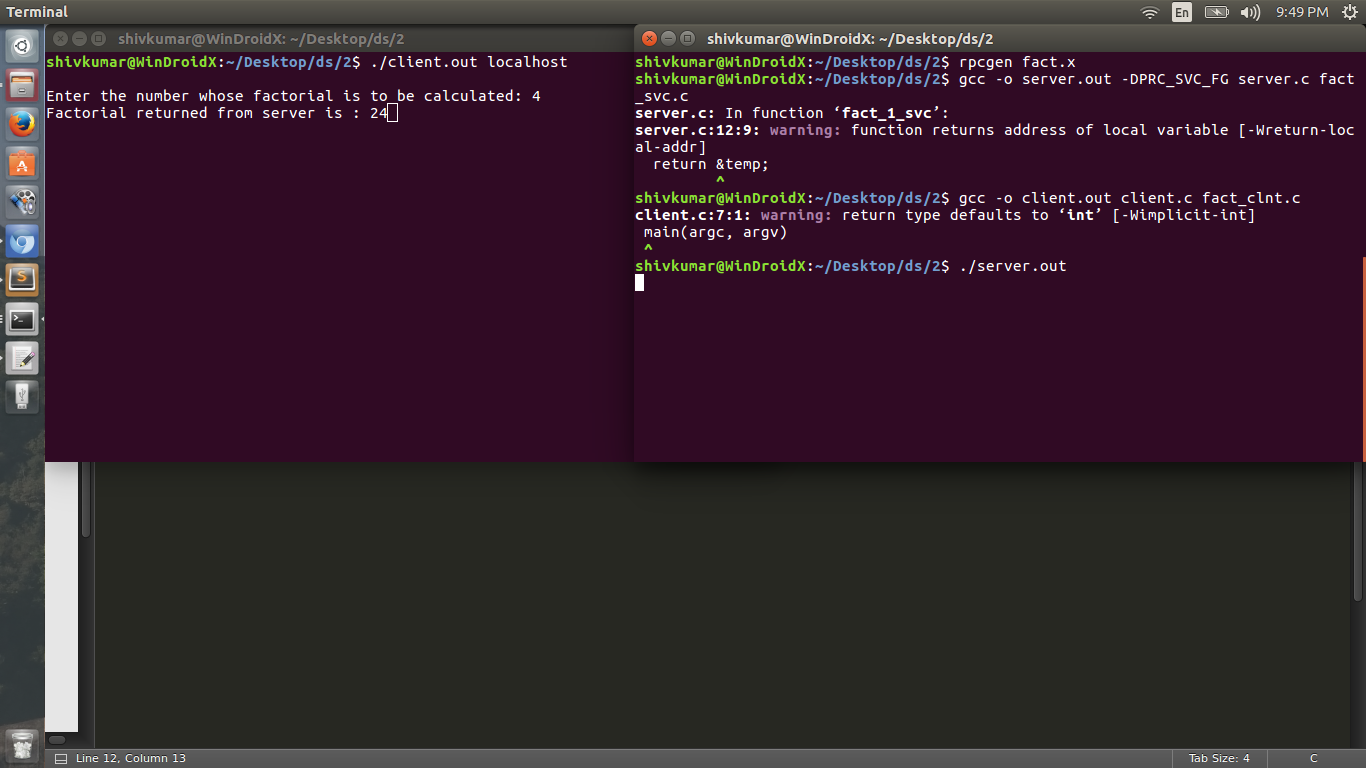 Terminal
En
9:49 PM
shivkumar@WinDroidX: ~/Desktop/ds/2
shivkumar@WinDroidX:~/Desktop/ds/2$ ./client.out localhost
Enter the number whose factorial is to be calculated: 4
Factorial returned from server is : 24
shivkumar@WinDroidX: ~/Desktop/ds/2
shivkumar@WinDroidX:~/Desktop/ds/2$ rpcgen fact.x
shivkumar@WinDroidX:~/Desktop/ds/2$ gcc -o server.out -DPRC_SVC_FG server.c fact
_svc.c
server.c: In function ‘fact_1_svc’:
server.c:12:9: warning: function returns address of local variable [-Wreturn-loc
al-addr]
return &temp;
^
shivkumar@WinDroidX:~/Desktop/ds/2$ gcc -o client.out client.c fact_clnt.c
client.c:7:1: warning: return type defaults to ‘int’ [-Wimplicit-int]
main(argc, argv)
^
shivkumar@WinDroidX:~/Desktop/ds/2$ ./server.out
Line 12, Column 13
Tab Size: 4
C